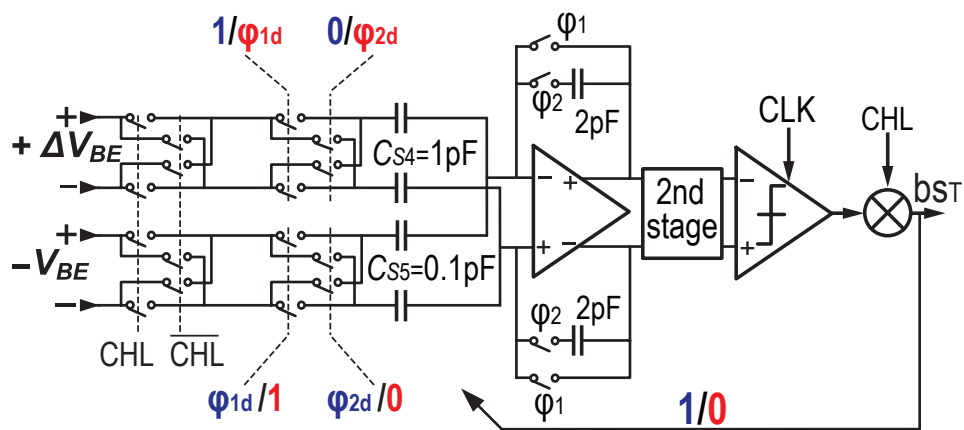 1/φ1d 0/φ2d
φ1
φ2
2pF
CLK
CHL
+
+ ΔVBE
−
CS4=1pF
− +
+ −
2nd
stage
−
+
bsT
+
−VBE
−
CS5=0.1pF
φ2 2pF
φ1
CHL CHL
φ1d/1 φ2d/0
1/0